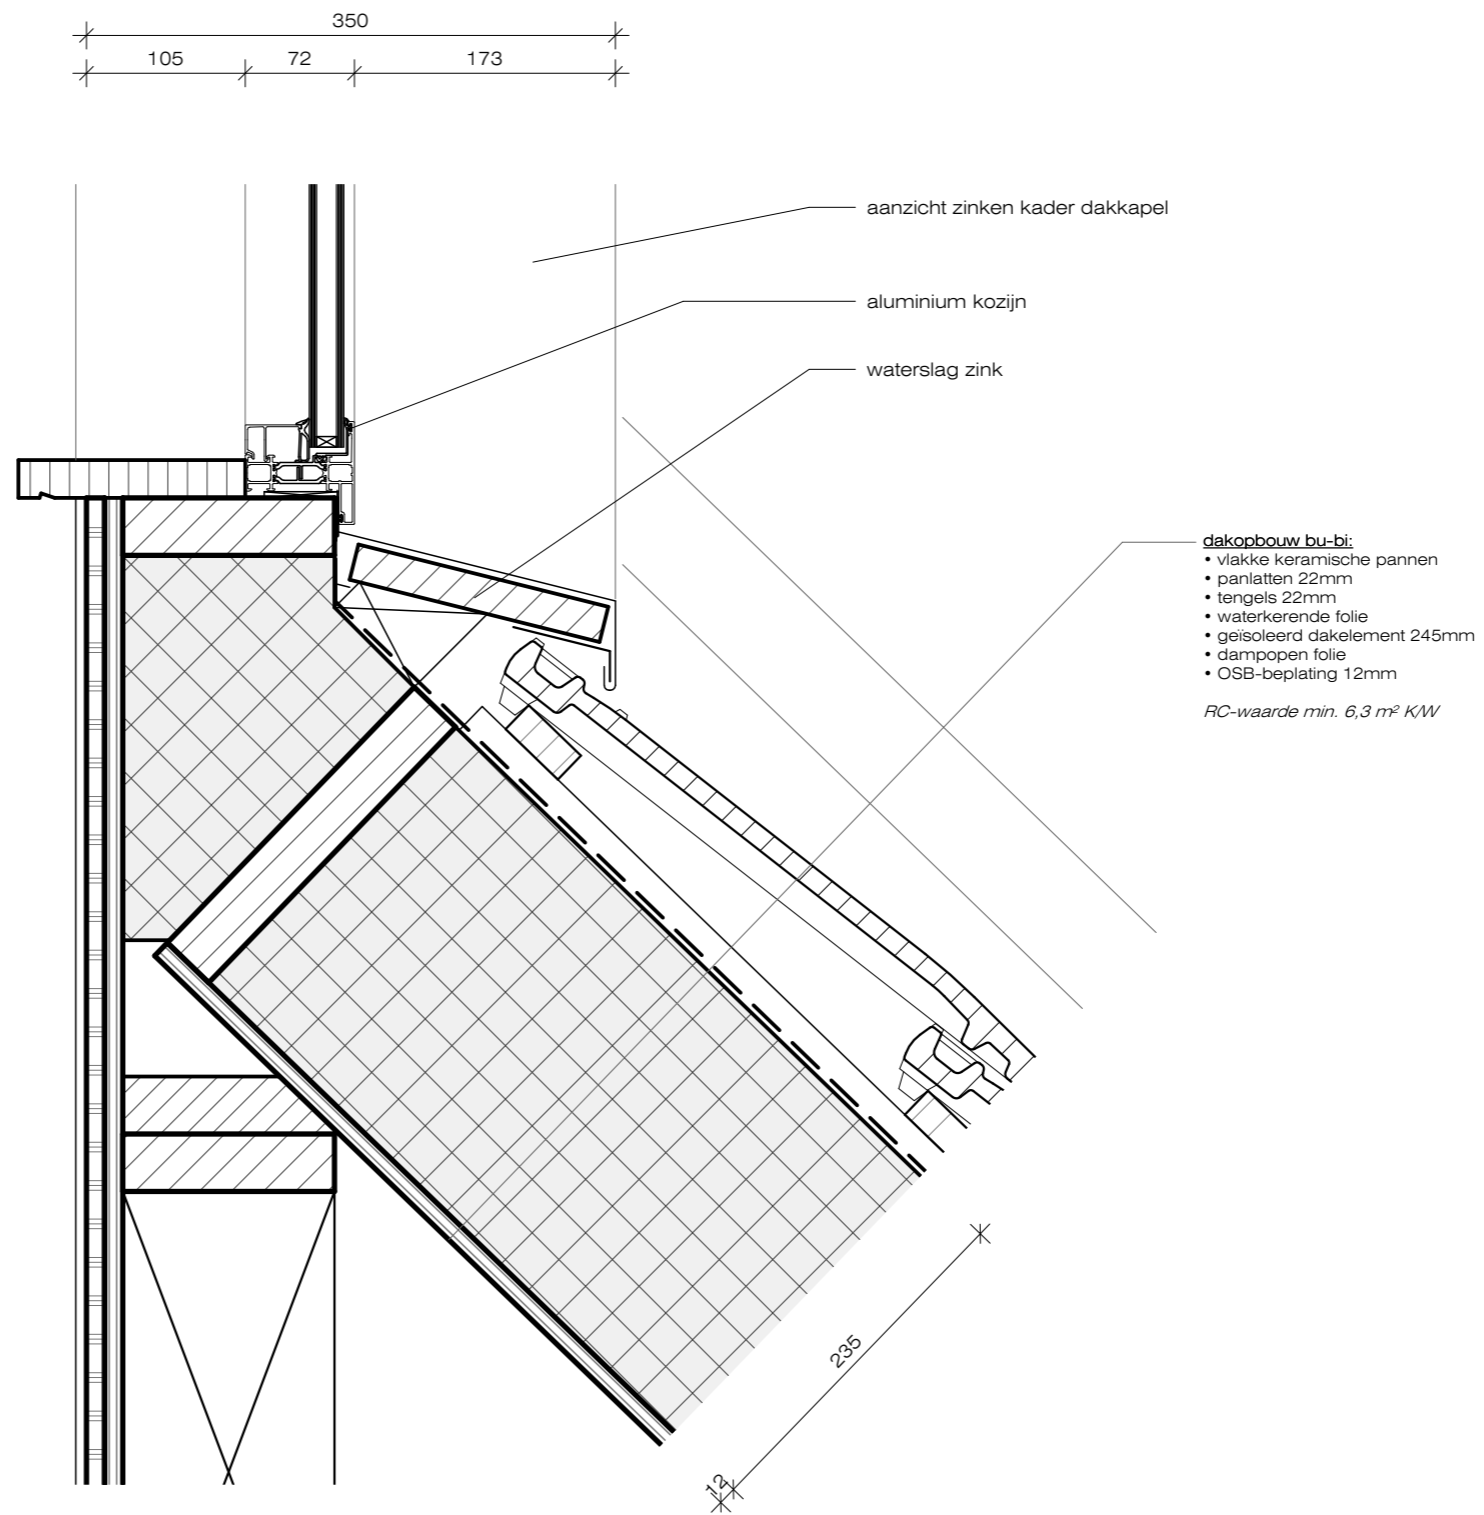 350
105 72 173
aanzicht zinken kader dakkapel
aluminium kozijn
waterslag zink
dakopbouw bu-bi:
• vlakke keramische pannen
• panlatten 22mm
• tengels 22mm
• waterkerende folie
• geïsoleerd dakelement 245mm
• dampopen folie
• OSB-beplating 12mm
RC-waarde min. 6,3 m² K/W
235
12